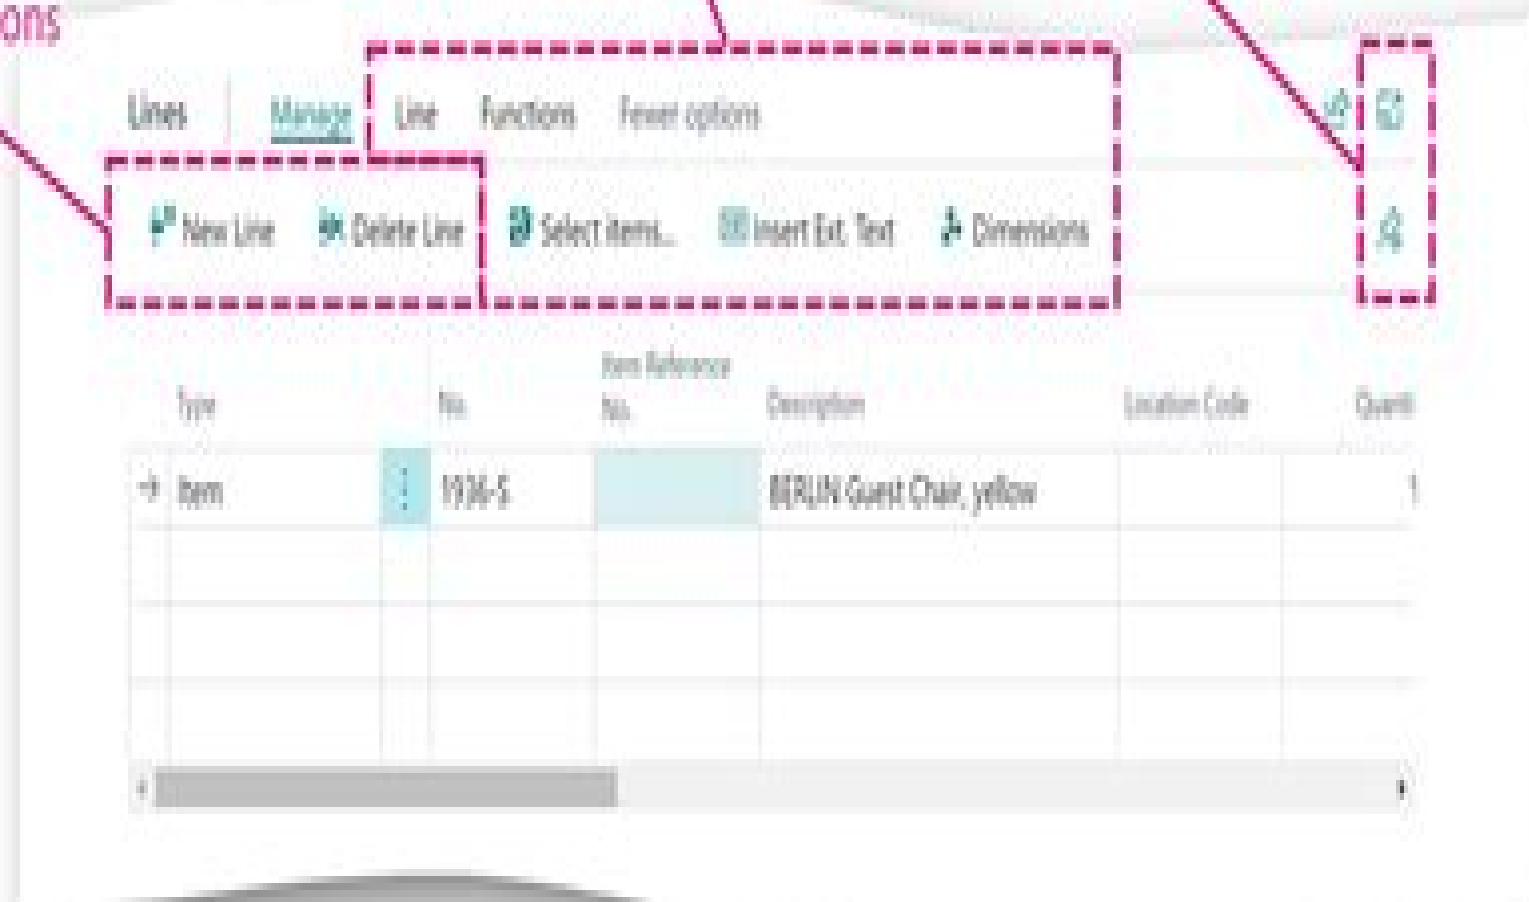 ons
Lines Manage Line Functions Fewer options
New Line Delete Line Select items... Insert Ext. Text Dimensions
Type No. Item Reference No. Description Location Code Quanti
Item 1936-S BERLIN Guest Chair, yellow 1